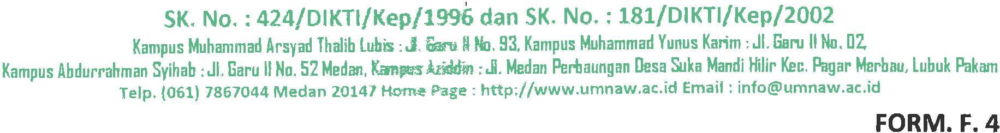 SK. No. : 424/DIKTI/Kep/1996 dan SK. No. : 181/DIKTI/Kep/2002
Kampus Muhammad Arsyad Thalib Lubis : Jl. Garu II No. 93, Kampus Muhammad Yunus Karim : Jl. Garu II No. 02,
Kampus Abdurrahman Syihab : Jl. Garu II No. 52 Medan, Kampus : Jl. Medan Perbaungan Desa Suka Mandi Hilir Kec. Pagar Merbau, Lubuk Pakam
Telp. (061) 7867044 Medan 20147 Home Page : http://www.umnaw.ac.id Email : info@umnaw.ac.id
FORM. F. 4